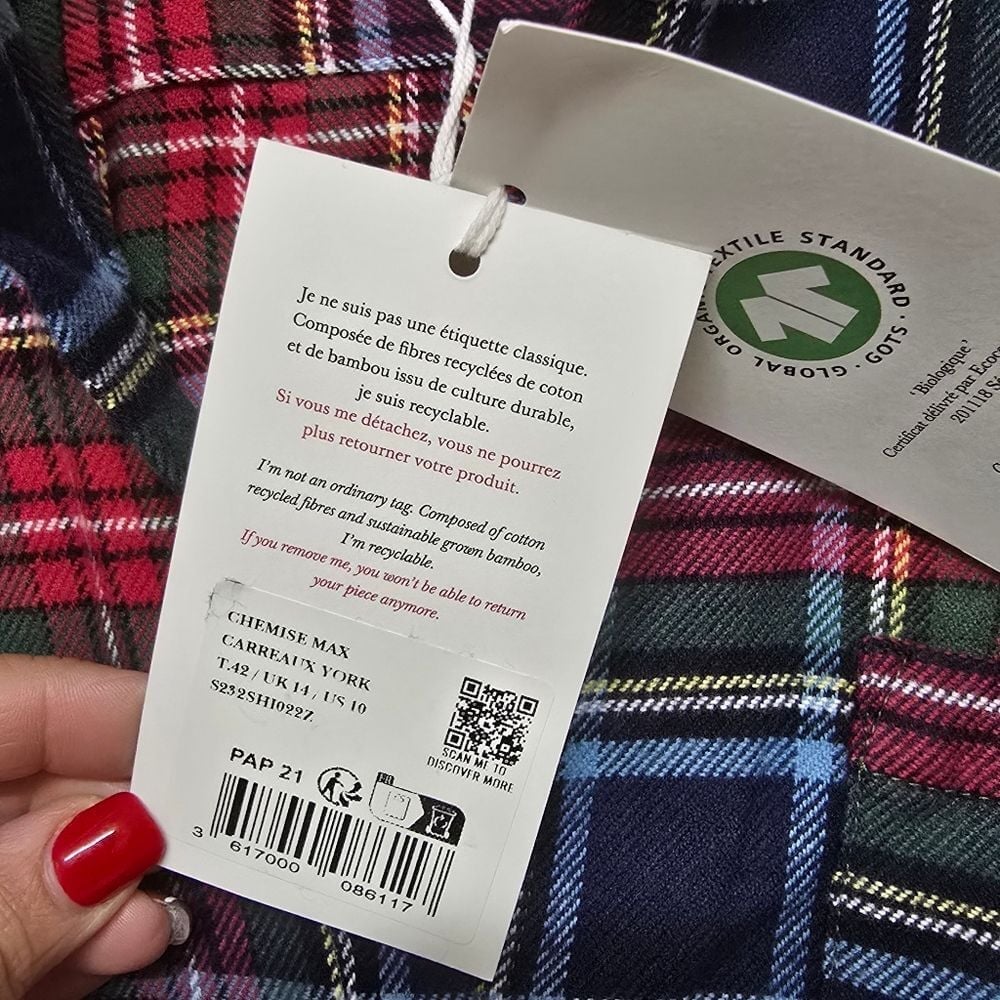 Je ne suis pas une étiquette classique.
Composée de fibres recyclées de coton
et de bambou issu de culture durable,
je suis recyclable.
Si vous me détachez, vous ne pourrez
plus retourner votre produit.
I'm not an ordinary tag. Composed of cotton
recycled fibres and sustainable grown bamboo,
I'm recyclable.
If you remove me, you won't be able to return
your piece anymore.
CHEMISE MAX
CARREAUX YORK
T.42 / UK 14 / US 10
S232SHI022Z
SCAN ME TO
DISCOVER MORE
PAP 21
FR
3 617000 086117
TEXTILE STANDARD · GOTS · GLOBAL ORGAN
'Biologique'
Certificat délivré par Ecoce
201118